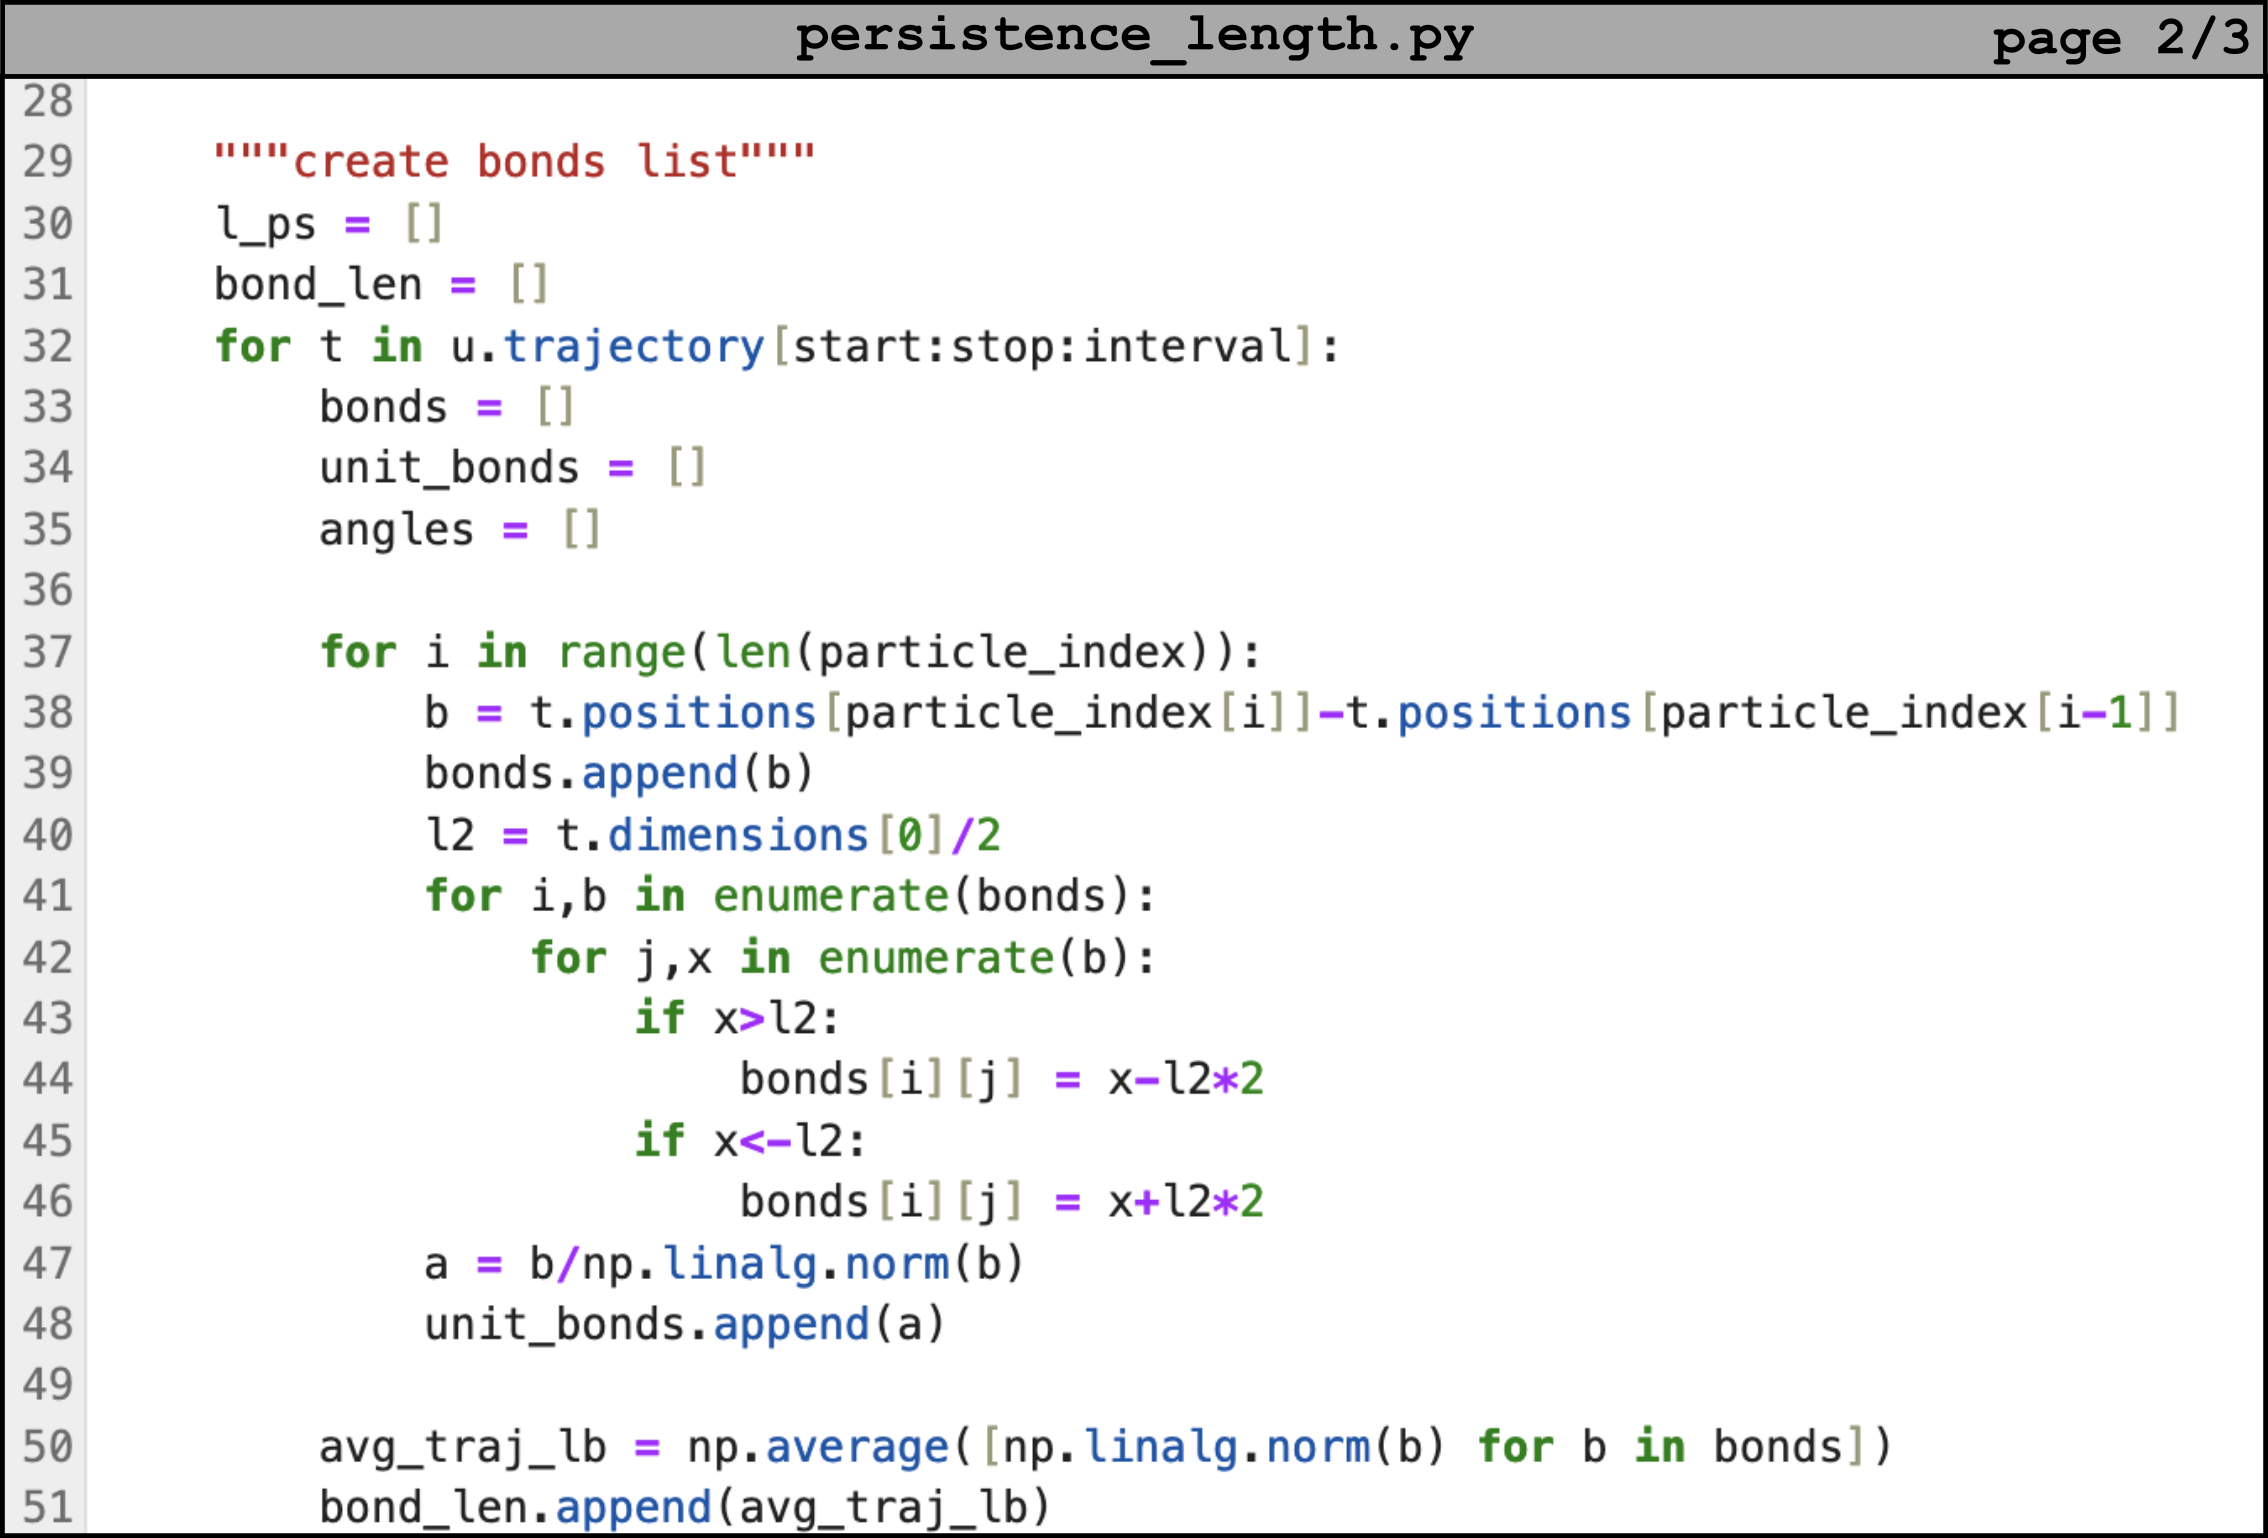 persistence_length.py page 2/3
28
29     """create bonds list"""
30     l_ps = []
31     bond_len = []
32     for t in u.trajectory[start:stop:interval]:
33         bonds = []
34         unit_bonds = []
35         angles = []
36
37         for i in range(len(particle_index)):
38             b = t.positions[particle_index[i]]-t.positions[particle_index[i-1]]
39             bonds.append(b)
40             l2 = t.dimensions[0]/2
41             for i,b in enumerate(bonds):
42                 for j,x in enumerate(b):
43                     if x>l2:
44                         bonds[i][j] = x-l2*2
45                     if x<-l2:
46                         bonds[i][j] = x+l2*2
47             a = b/np.linalg.norm(b)
48             unit_bonds.append(a)
49
50         avg_traj_lb = np.average([np.linalg.norm(b) for b in bonds])
51         bond_len.append(avg_traj_lb)